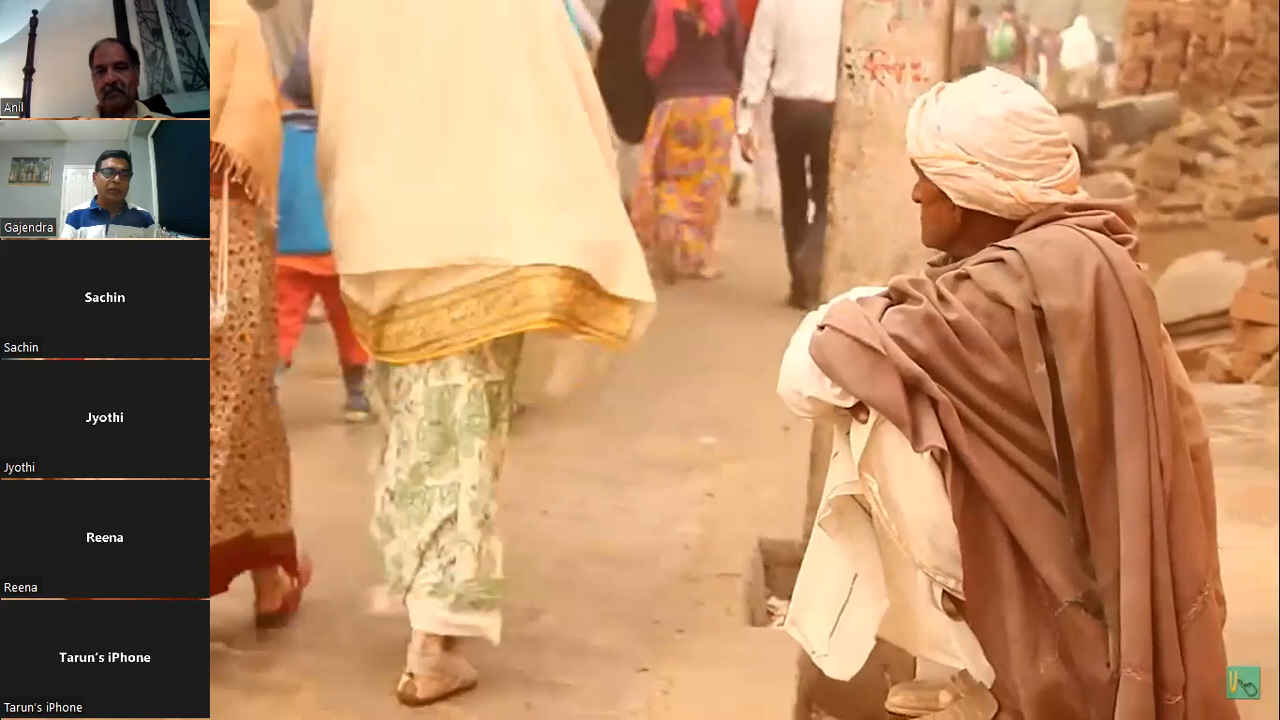 Anil
Gajendra
Sachin
Sachin
Jyothi
Jyothi
Reena
Reena
Tarun's iPhone
Tarun's iPhone